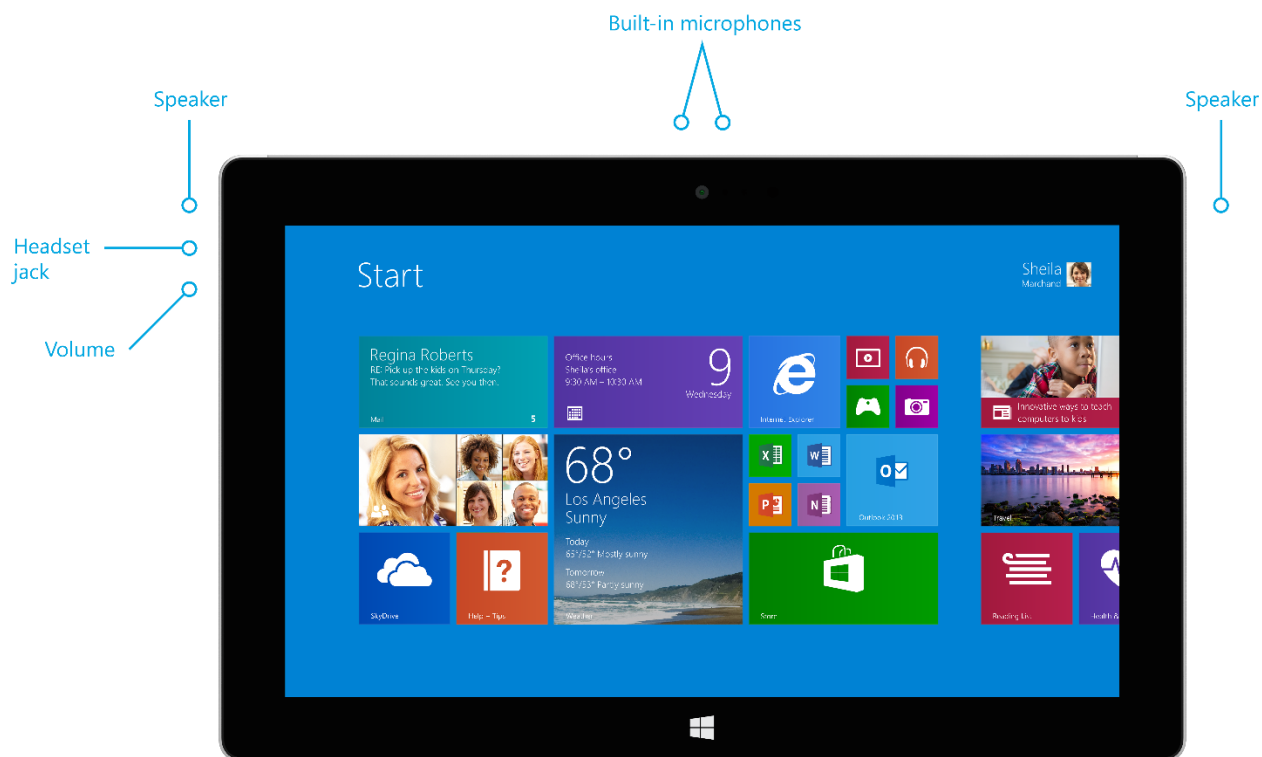 Built-in microphones
Speaker
Speaker
Headset
jack
Volume
Start
Sheila
Marchand
Regina Roberts
RE: Pick up the kids on Thursday?
That sounds great. See you then.
Mail
5
Office hours
Sheila's office
9:30 AM – 10:30 AM
9
Wednesday
Internet Explorer
Innovative ways to teach
computers to kids
68°
Los Angeles
Sunny
Today
Mostly sunny
Tomorrow
68°/53° Partly sunny
Weather
Outlook 2013
Travel
SkyDrive
Help + Tips
Store
Reading List
Health &